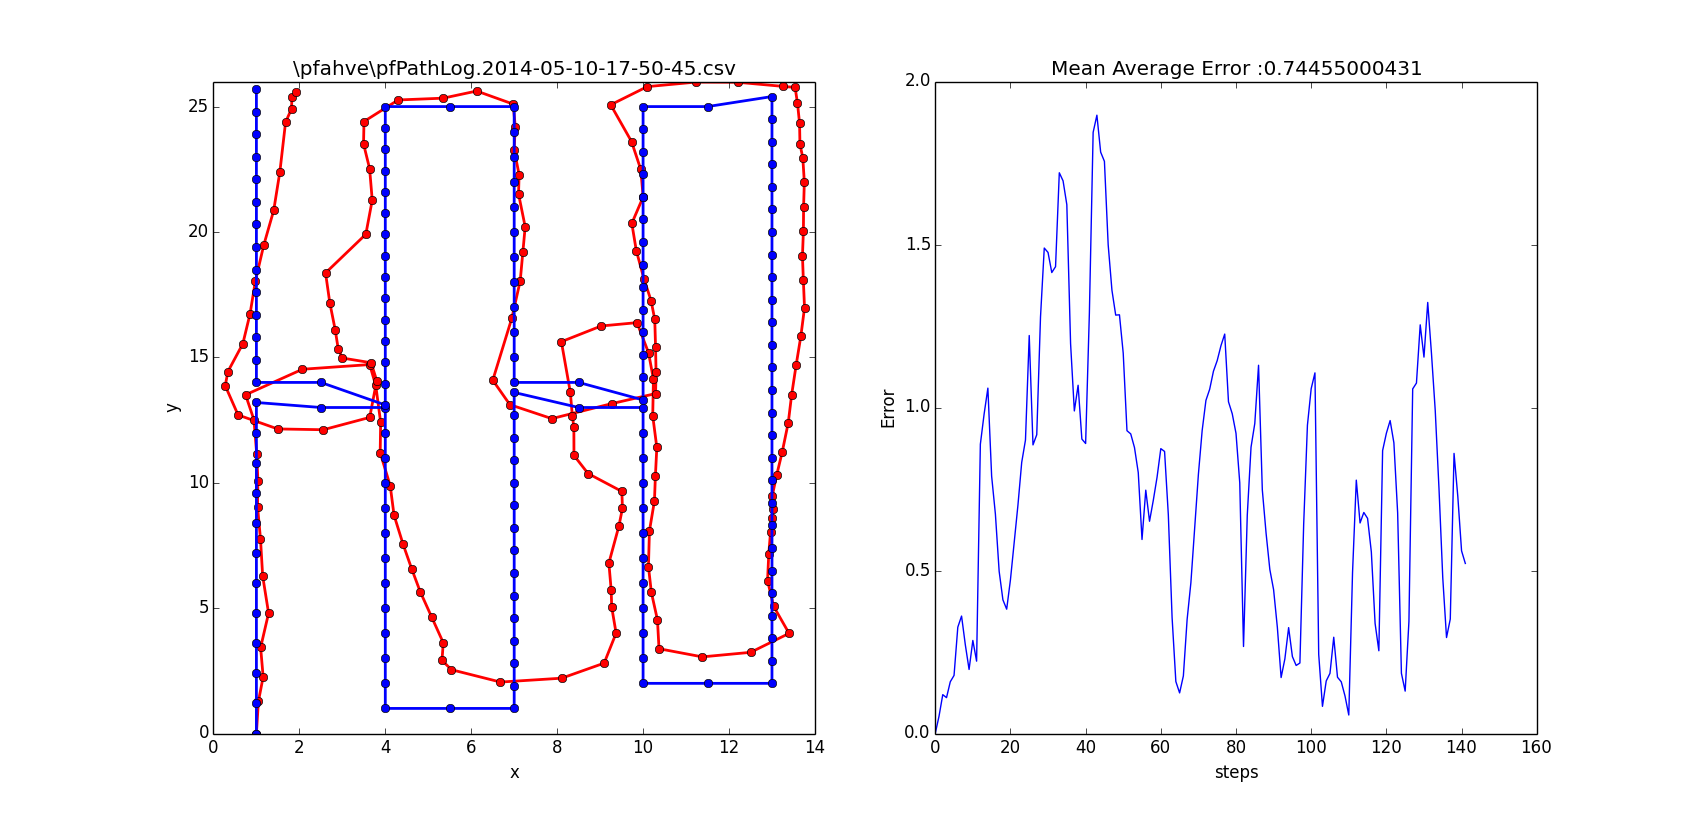 \pfahve\pfPathLog.2014-05-10-17-50-45.csv
25
20
15
10
5
0
y
0 2 4 6 8 10 12 14
x
Mean Average Error :0.74455000431
2.0
1.5
1.0
0.5
0.0
Error
0 20 40 60 80 100 120 140 160
steps